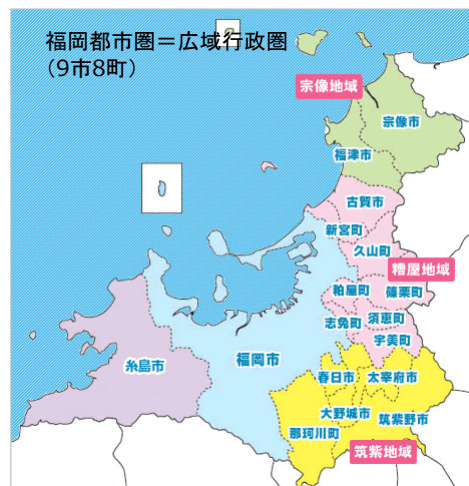 福岡都市圏＝広域行政圏
（9市8町）
宗像地域
宗像市
福津市
古賀市
新宮町
久山町
糟屋地域
粕屋町
篠栗町
志免町
須恵町
宇美町
糸島市
福岡市
春日市
太宰府市
大野城市
筑紫野市
那珂川町
筑紫地域